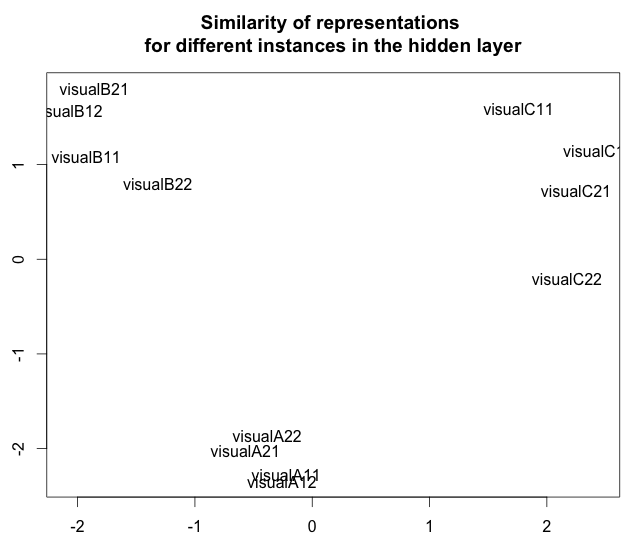 Similarity of representations
for different instances in the hidden layer
visualB21
sualB12
visualC11
visualB11
visualC1
visualB22
visualC21
visualC22
visualA22
visualA21
visualA11
visualA12
1
0
-1
-2
-2 -1 0 1 2